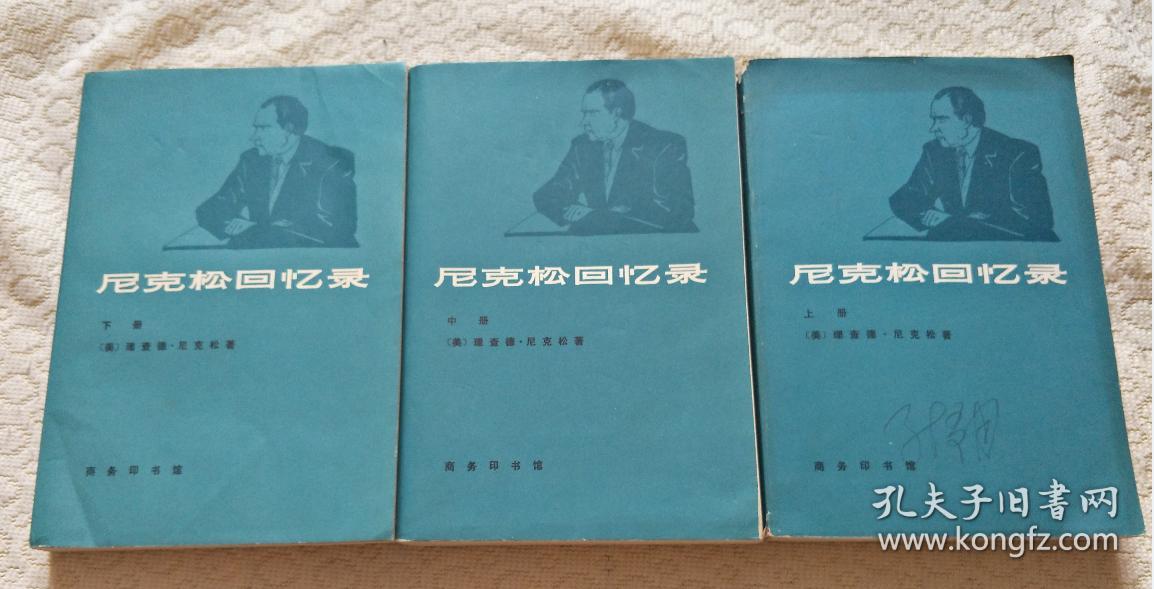 尼克松回忆录
下册
〔美〕理查德·尼克松著
商务印书馆
尼克松回忆录
中册
〔美〕理查德·尼克松著
商务印书馆
尼克松回忆录
上册
〔美〕理查德·尼克松著
商务印书馆
孔夫子旧書网
www.kongfz.com